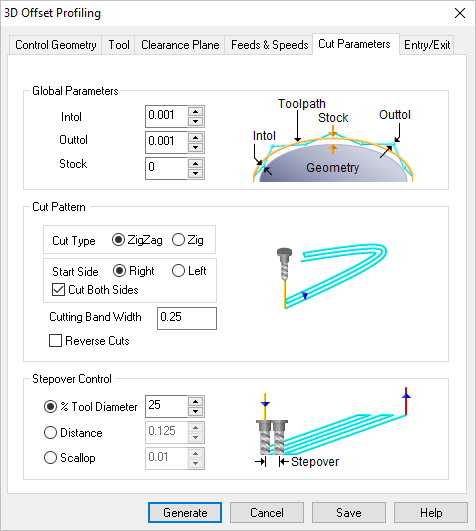 3D Offset Profiling
Control Geometry Tool Clearance Plane Feeds & Speeds Cut Parameters Entry/Exit
Global Parameters
Intol 0.001
Outtol 0.001
Stock 0
Toolpath
Stock
Outtol
Intol
Geometry
Cut Pattern
Cut Type ZigZag Zig
Start Side Right Left
Cut Both Sides
Cutting Band Width 0.25
Reverse Cuts
Stepover Control
% Tool Diameter 25
Distance 0.125
Scallop 0.01
Stepover
Generate Cancel Save Help